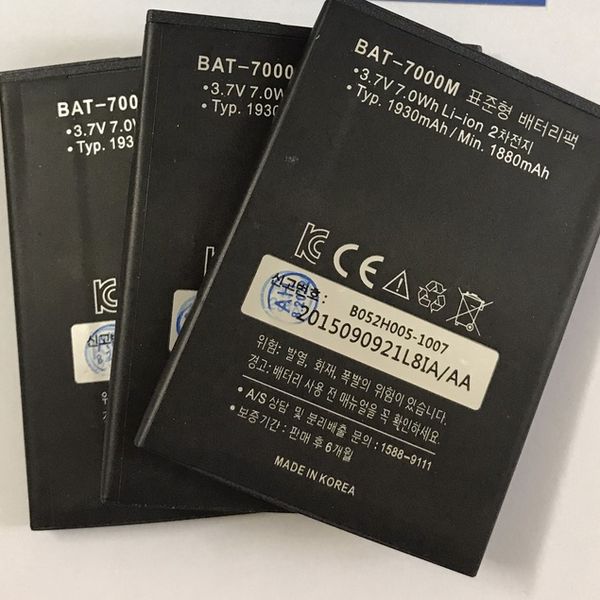 BAT-7000M 표준형 배터리팩
•3.7V 7.0Wh Li-ion 2차전지
•Typ. 1930mAh/Min. 1880mAh
CE
신고번호:
B052H005-1007
2015090921L8IA/AA
위험: 발열, 화재, 폭발의 위험이 있습니다.
경고: 배터리 사용 전 매뉴얼을 꼭 확인하세요.
•A/S 상담 및 분리배출 문의 : 1588-9111
•보증기간 : 판매 후 6개월
MADE IN KOREA
BAT-7000
•3.7V 7.0Wh
•Typ. 1930
BAT-7000
•3.7V 7.0W
•Typ. 193